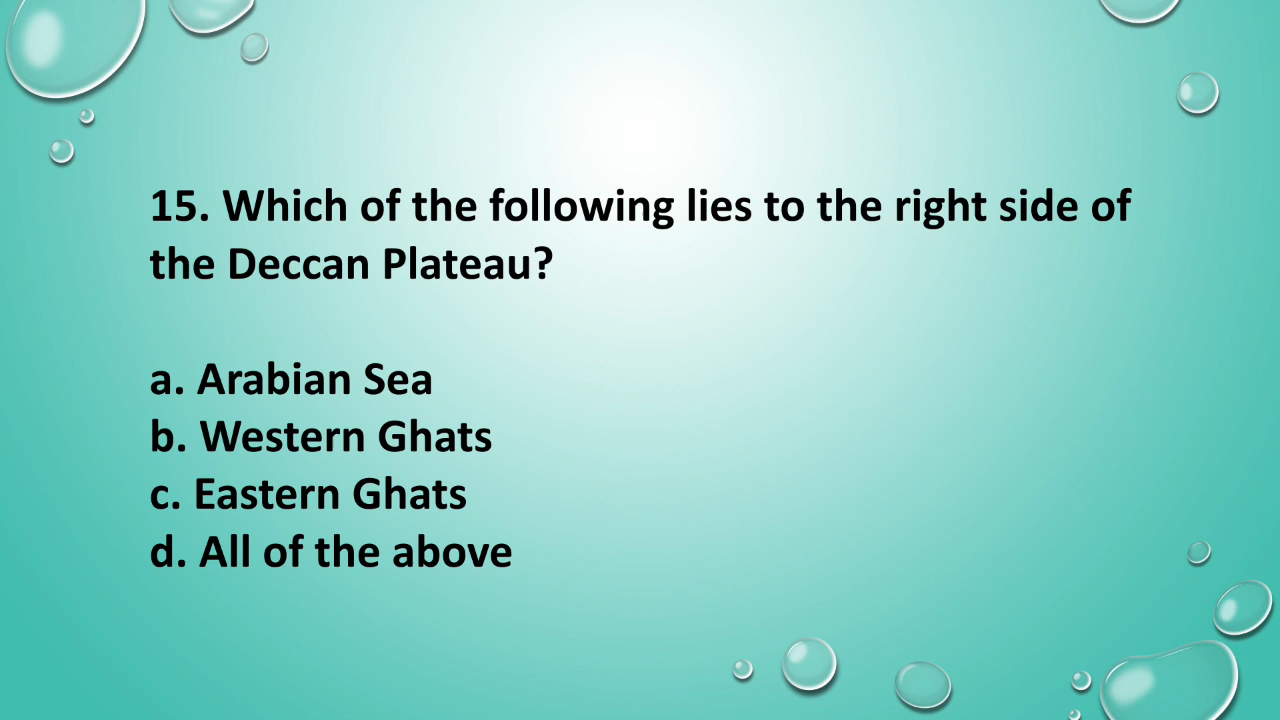 15. Which of the following lies to the right side of
the Deccan Plateau?
a. Arabian Sea
b. Western Ghats
c. Eastern Ghats
d. All of the above